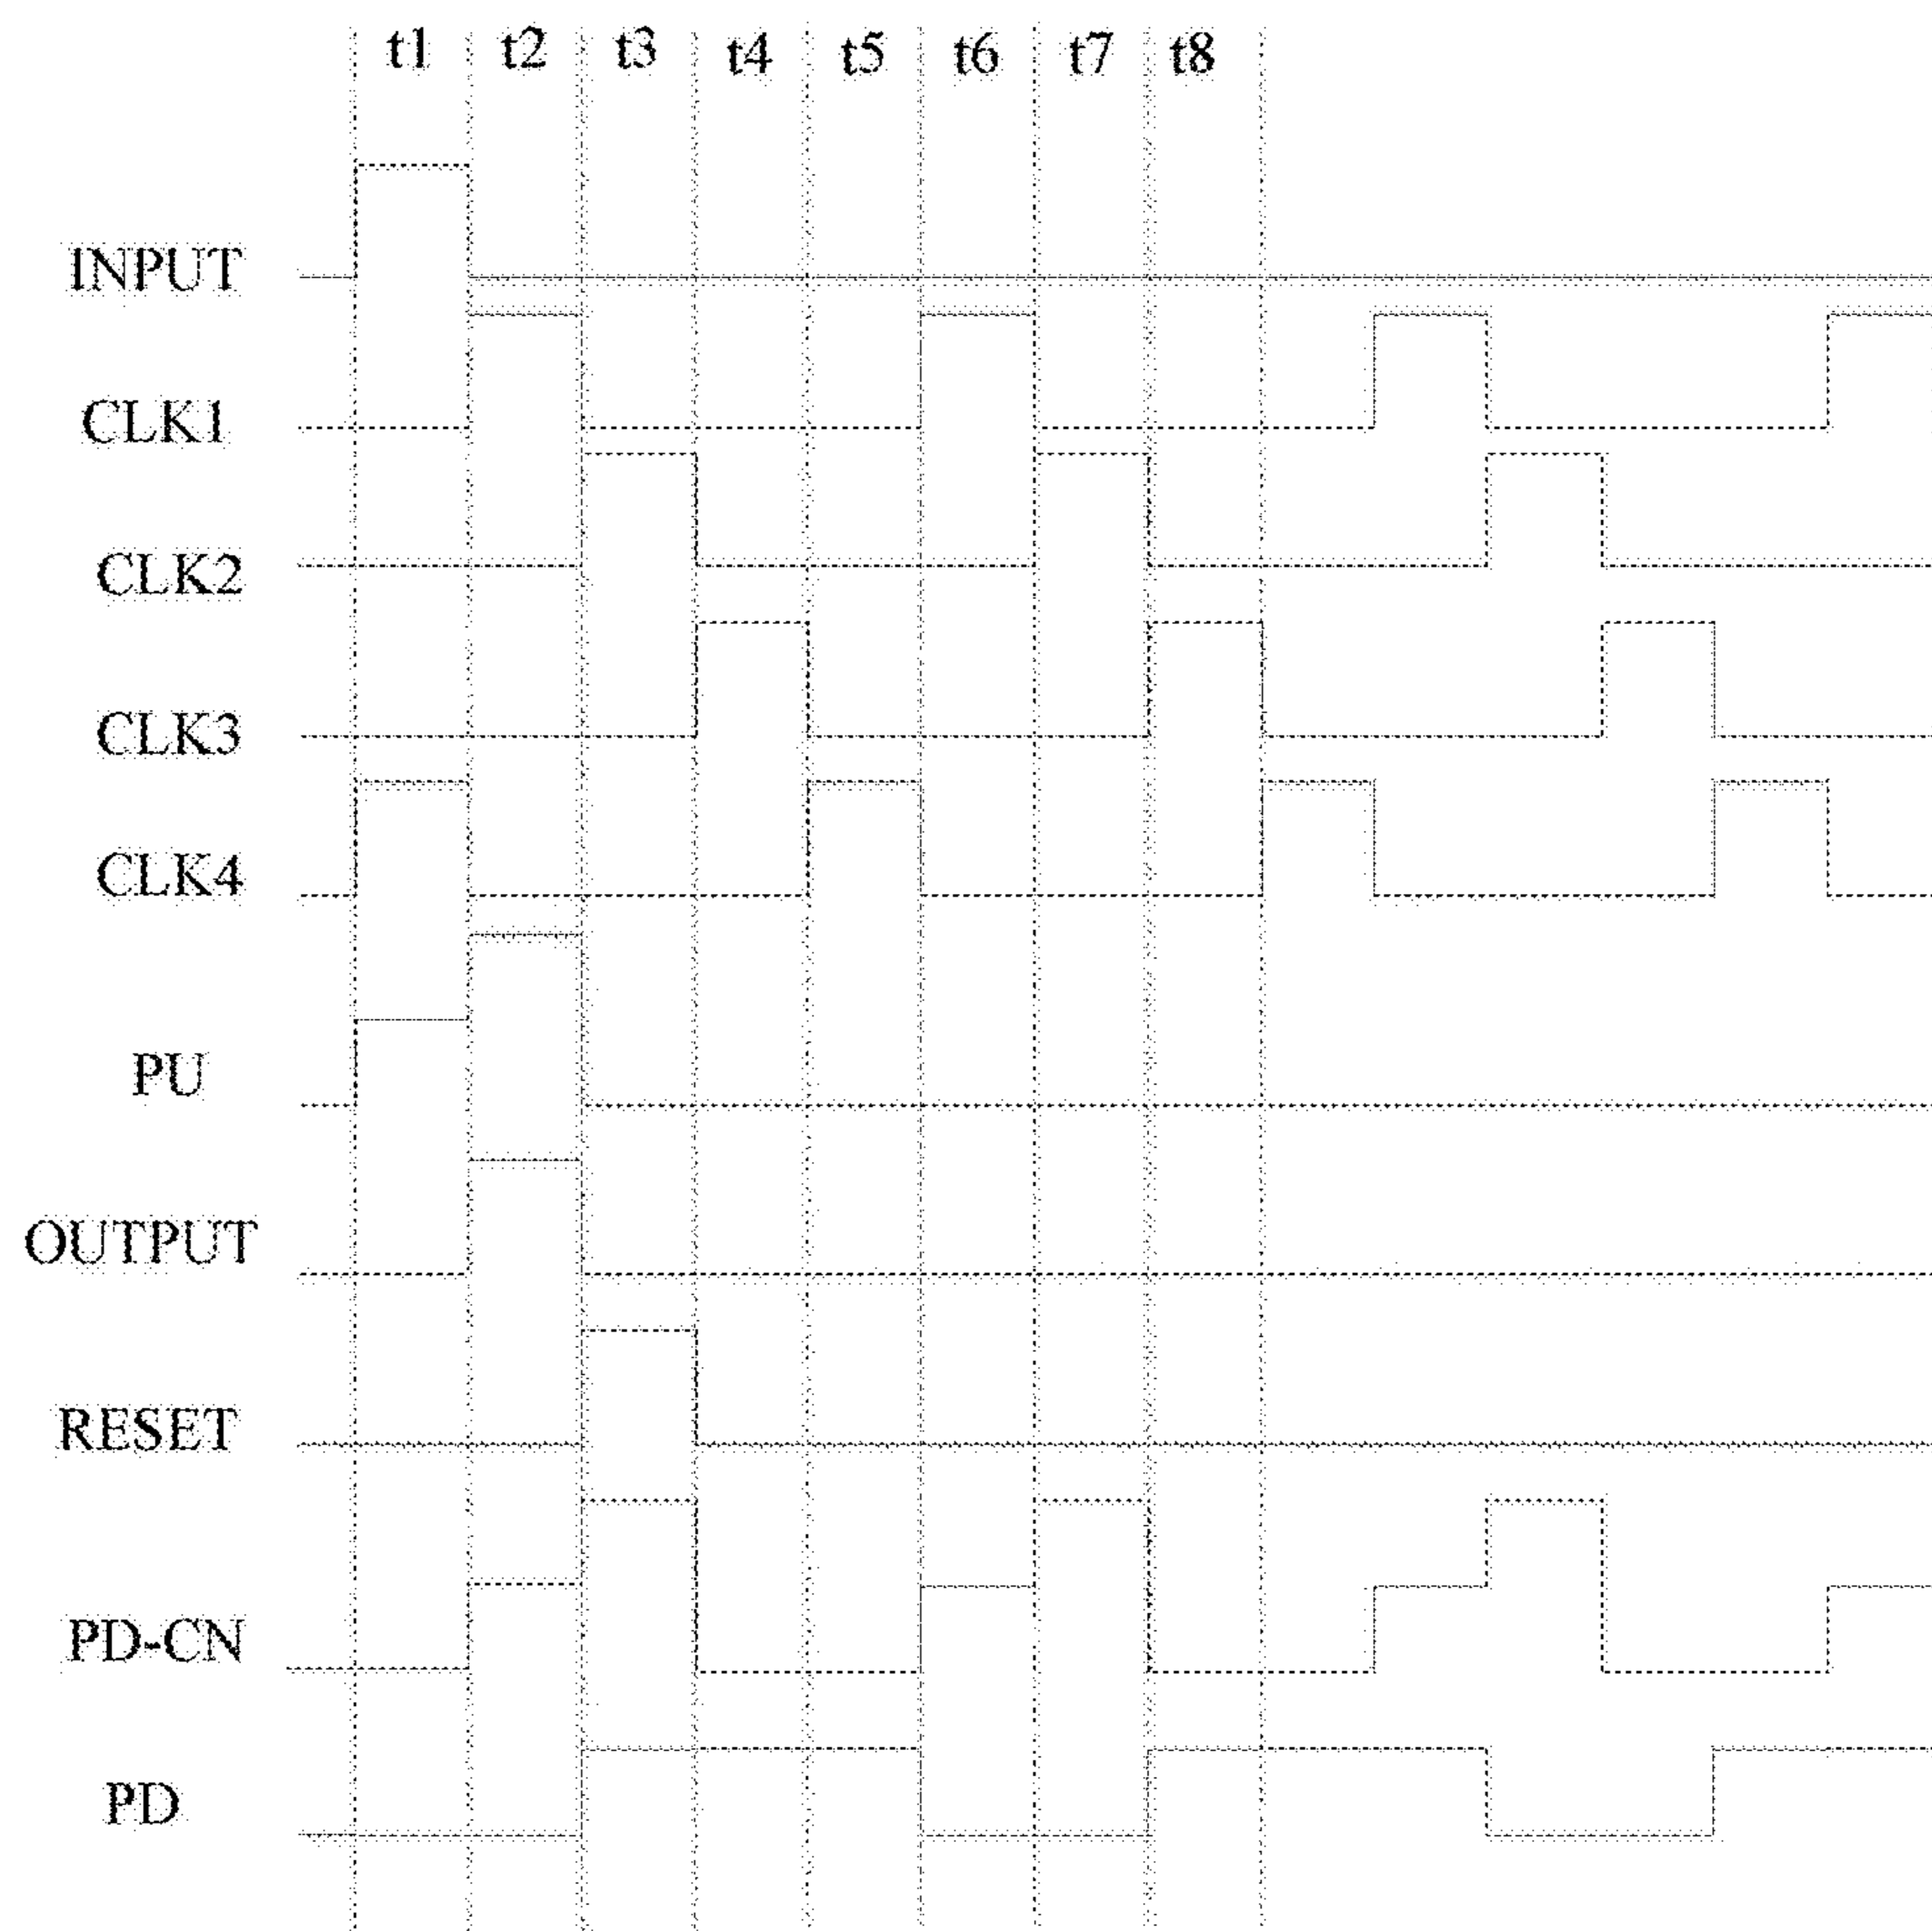 t1 t2 t3 t4 t5 t6 t7 t8
INPUT
CLK1
CLK2
CLK3
CLK4
PU
OUTPUT
RESET
PD-CN
PD